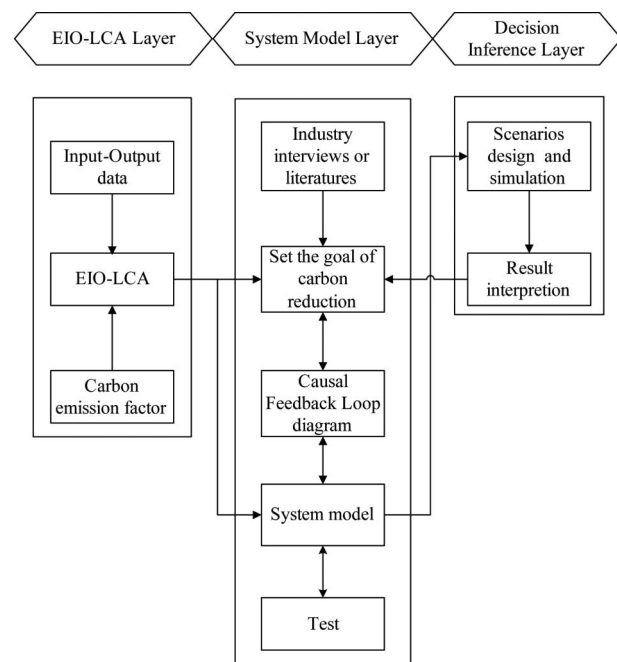 EIO-LCA Layer
System Model Layer
Decision
Inference Layer
Input-Output
data
EIO-LCA
Carbon
emission factor
Industry
interviews or
literatures
Set the goal of
carbon
reduction
Causal
Feedback Loop
diagram
System model
Test
Scenarios
design and
simulation
Result
interpretion